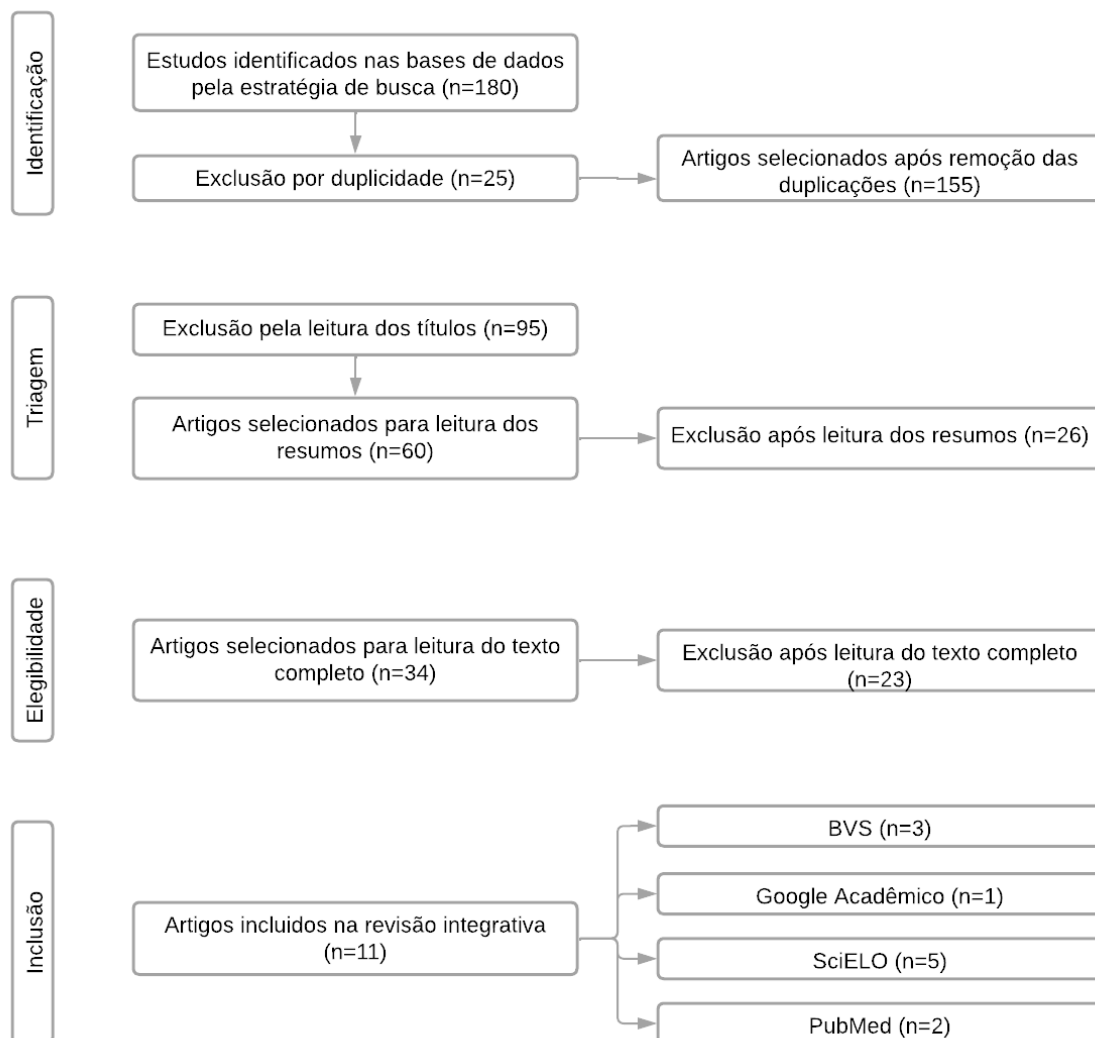 Identificação
Estudos identificados nas bases de dados
pela estratégia de busca (n=180)
Exclusão por duplicidade (n=25)
Artigos selecionados após remoção das
duplicações (n=155)
Triagem
Exclusão pela leitura dos títulos (n=95)
Artigos selecionados para leitura dos
resumos (n=60)
Exclusão após leitura dos resumos (n=26)
Elegibilidade
Artigos selecionados para leitura do texto
completo (n=34)
Exclusão após leitura do texto completo
(n=23)
Inclusão
Artigos incluidos na revisão integrativa
(n=11)
BVS (n=3)
Google Acadêmico (n=1)
SciELO (n=5)
PubMed (n=2)